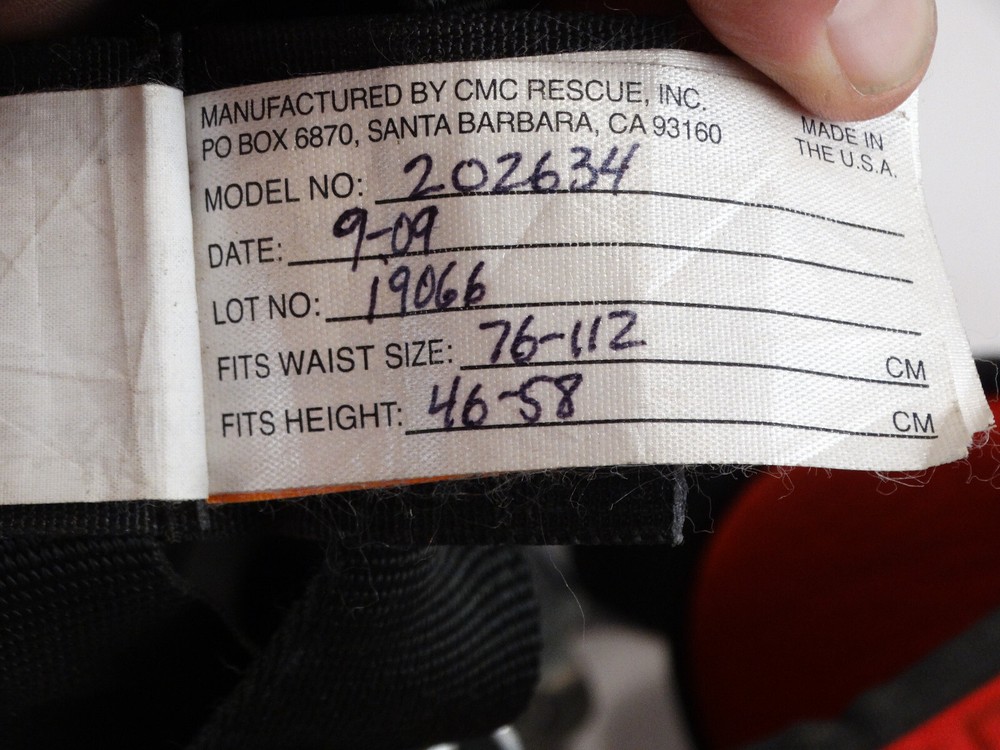 MANUFACTURED BY CMC RESCUE, INC.
PO BOX 6870, SANTA BARBARA, CA 93160
MADE IN
THE U.S.A.
MODEL NO: 202634
DATE: 9-09
LOT NO: 19066
FITS WAIST SIZE: 76-112 CM
FITS HEIGHT: 46-58 CM